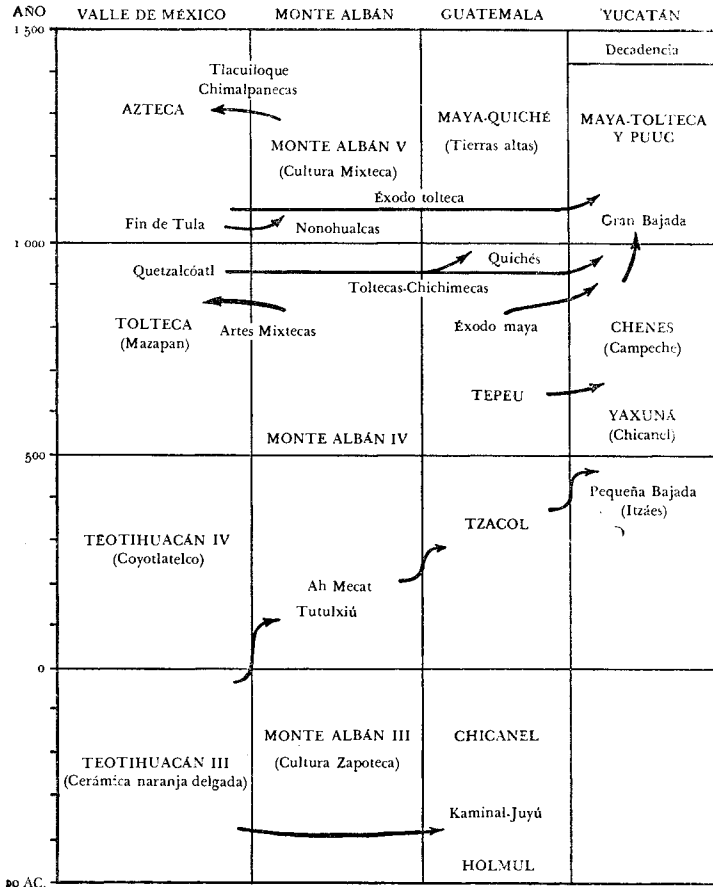 AÑO
VALLE DE MÉXICO
MONTE ALBÁN
GUATEMALA
YUCATÁN
1 500
Decadencia
Tlacuiloque
Chimalpanecas
AZTECA
MONTE ALBÁN V
(Cultura Mixteca)
MAYA-QUICHÉ
(Tierras altas)
MAYA-TOLTECA
Y PUUC
Éxodo tolteca
Fin de Tula
Nonohualcas
Gran Bajada
1 000
Quetzalcóatl
Quichés
Toltecas-Chichimecas
TOLTECA
(Mazapan)
Artes Mixtecas
Éxodo maya
CHENES
(Campeche)
TEPEU
YAXUNÁ
(Chicanel)
MONTE ALBÁN IV
500
Pequeña Bajada
(Itzáes)
TZACOL
TEOTIHUACÁN IV
(Coyotlatelco)
Ah Mecat
Tutulxiú
0
MONTE ALBÁN III
(Cultura Zapoteca)
CHICANEL
TEOTIHUACÁN III
(Cerámica naranja delgada)
Kaminal-Juyú
HOLMUL
00 AC.